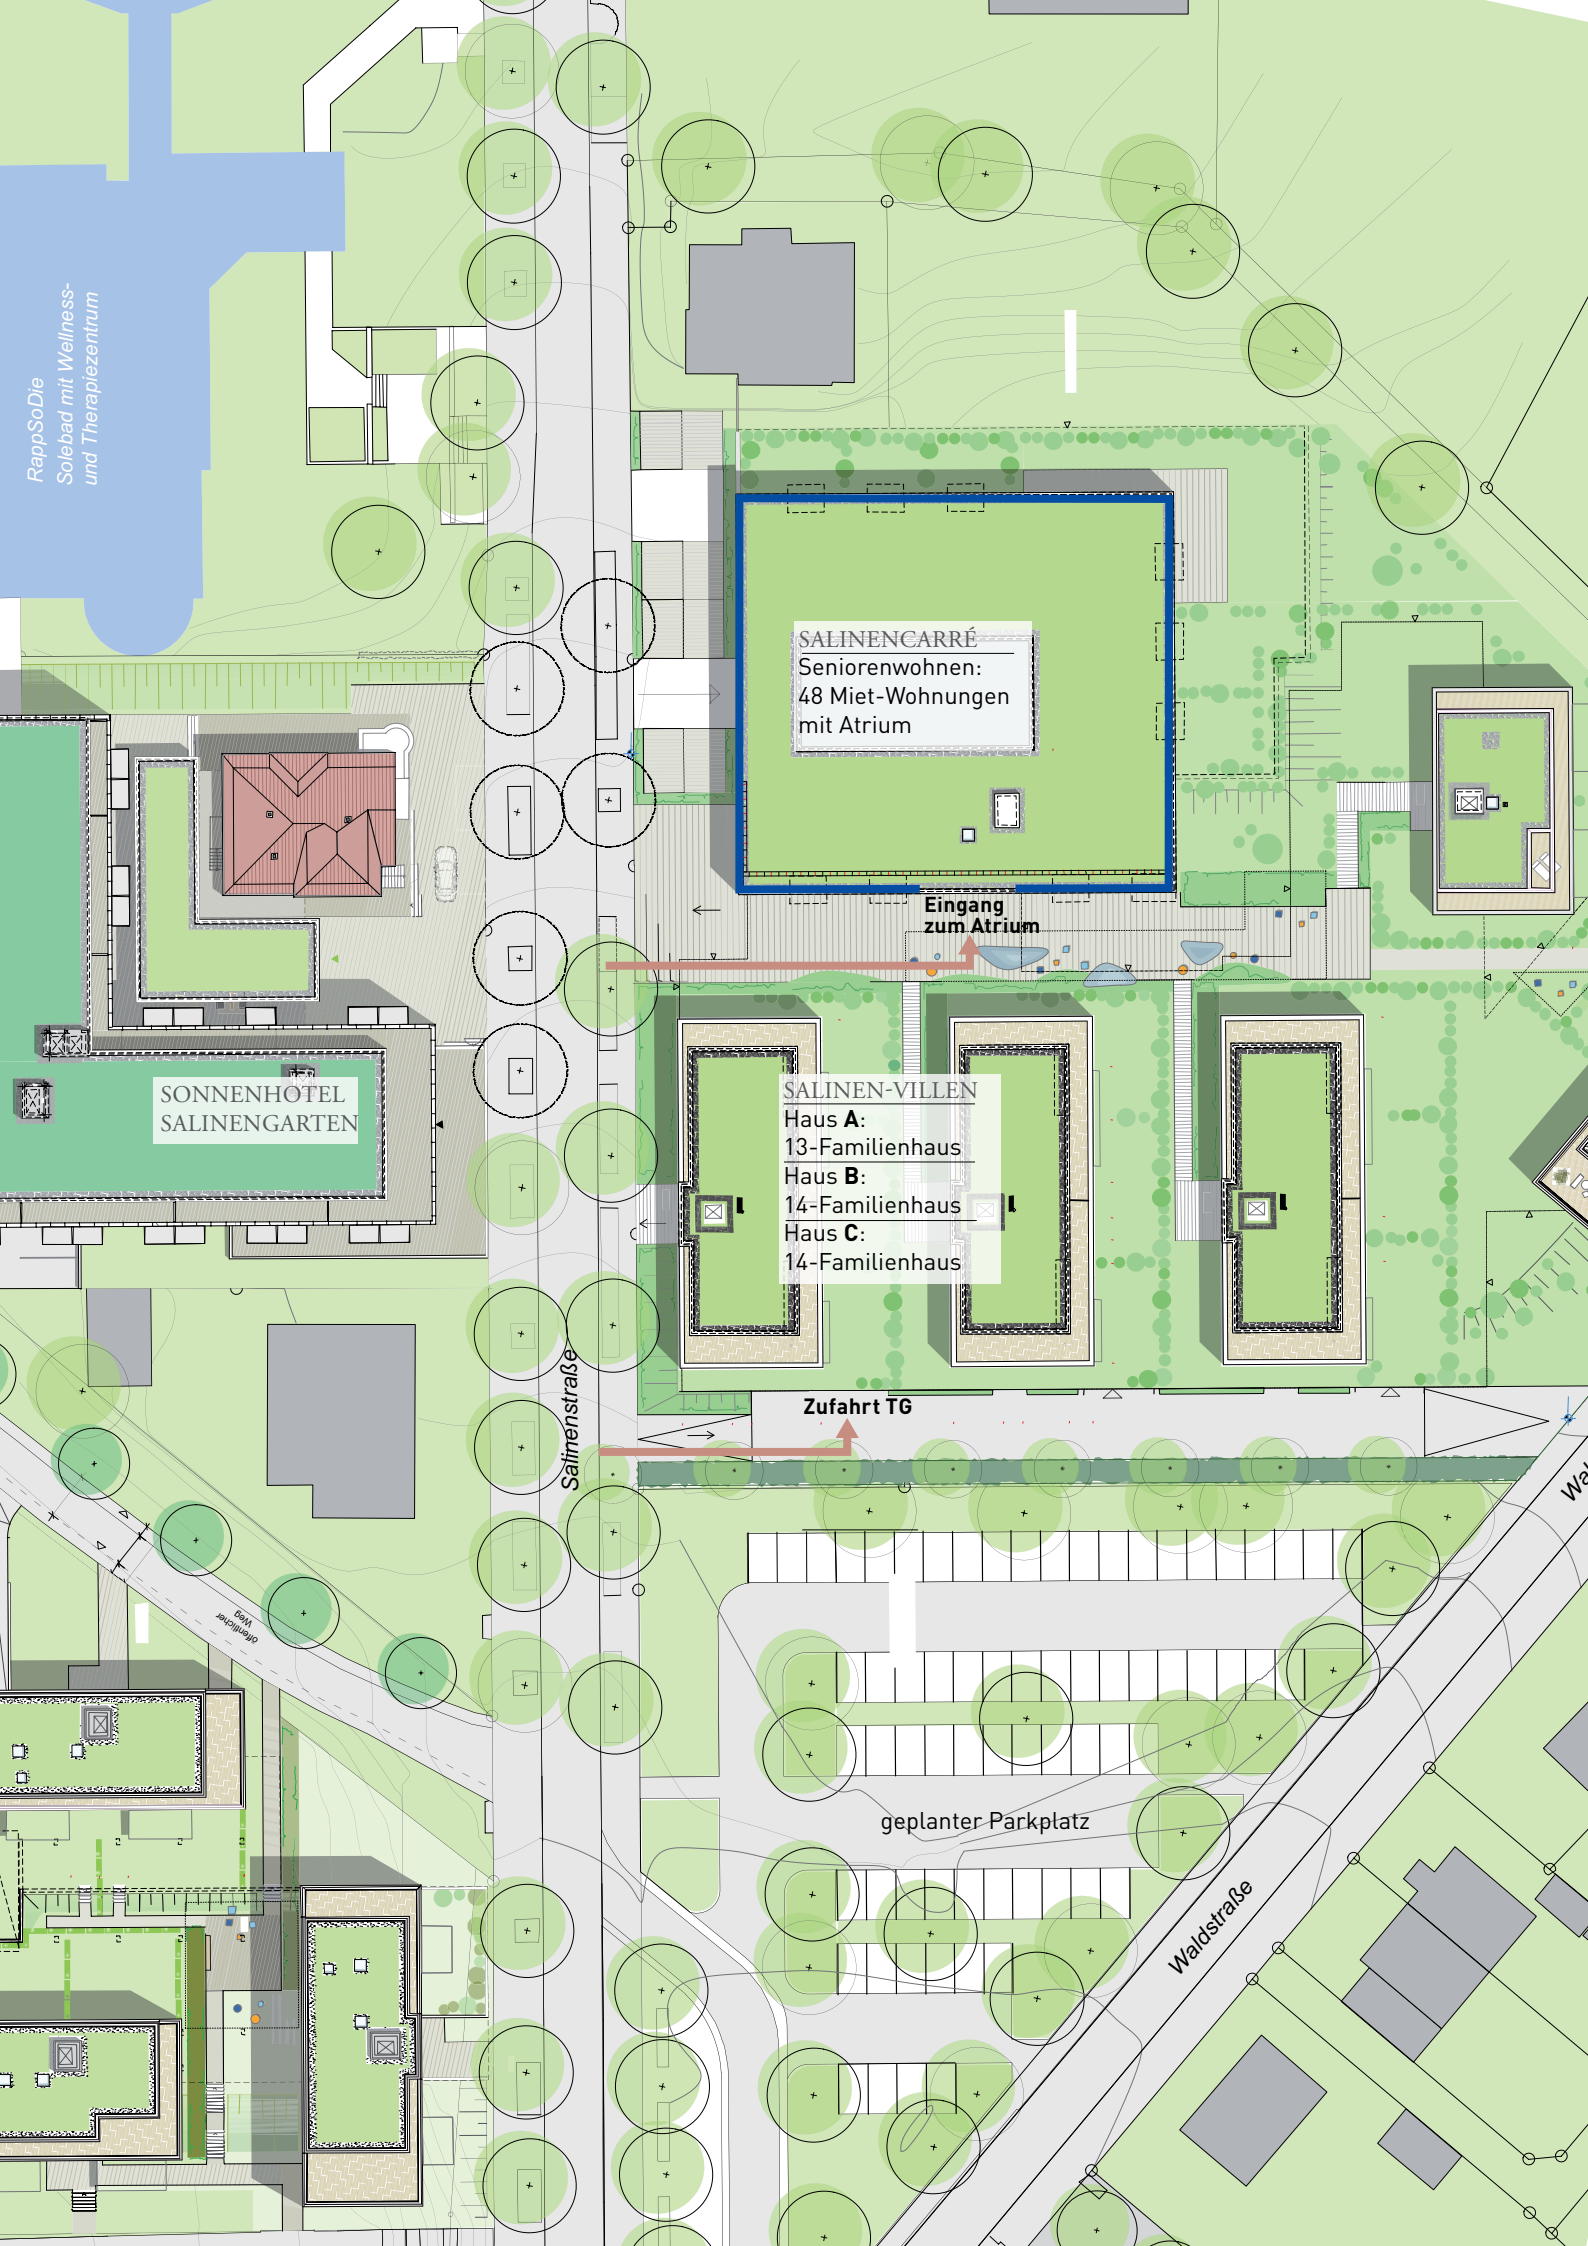 RappSoDie
Solebad mit Wellness-
und Therapiezentrum
SALINENCARRÉ
Seniorenwohnen:
48 Miet-Wohnungen
mit Atrium
Eingang
zum Atrium
SONNENHOTEL
SALINENGARTEN
SALINEN-VILLEN
Haus A:
13-Familienhaus
Haus B:
14-Familienhaus
Haus C:
14-Familienhaus
Salinenstraße
Zufahrt TG
öffentlicher
Weg
geplanter Parkplatz
Waldstraße
Wal